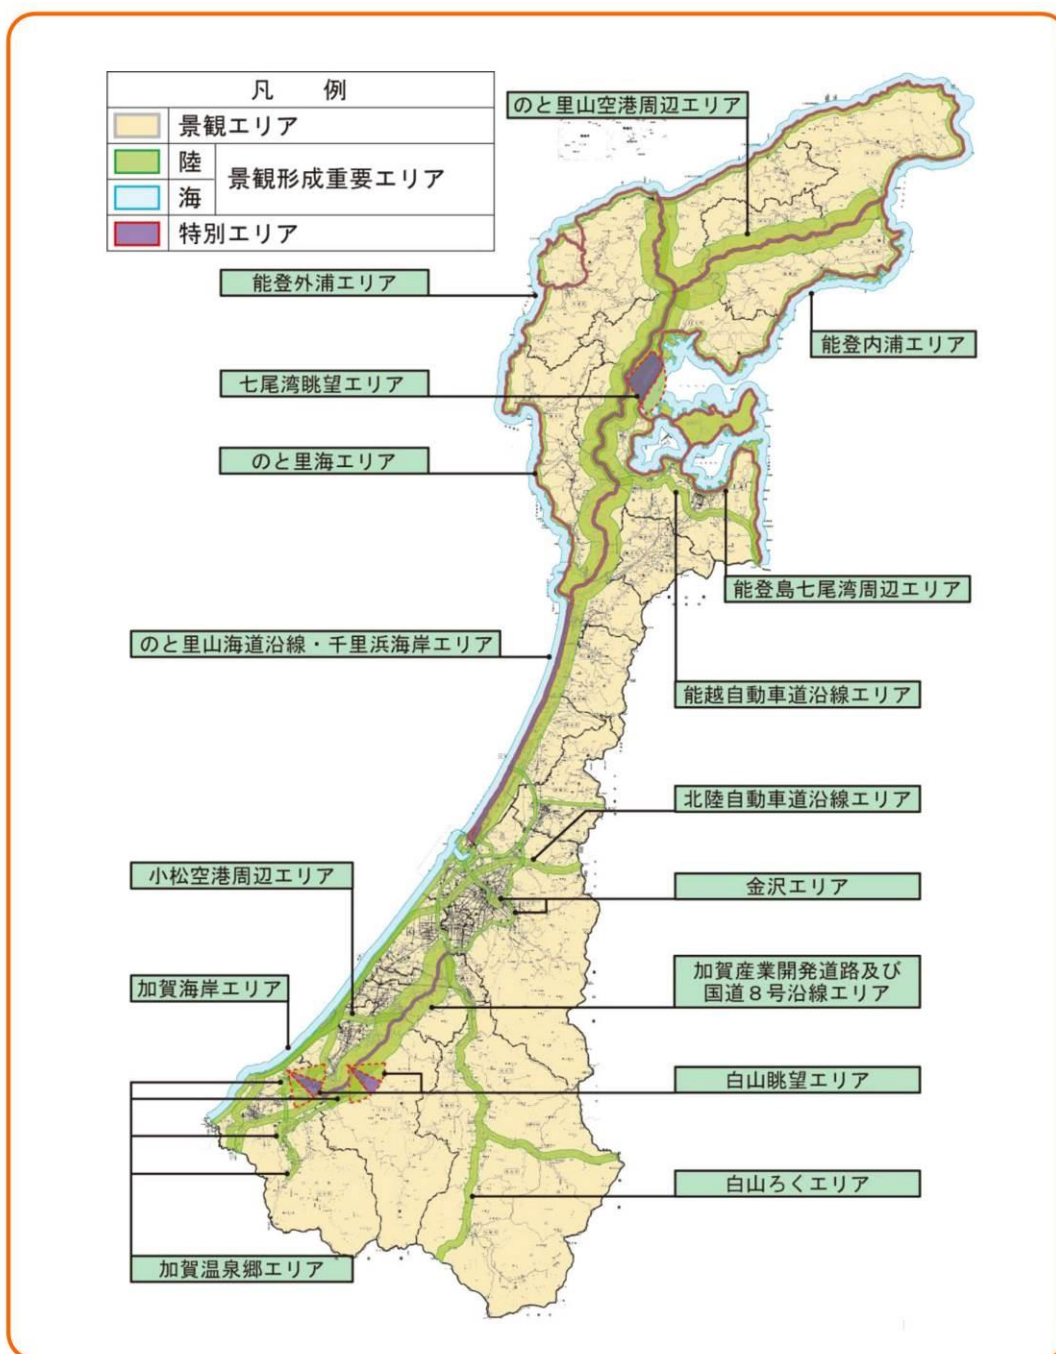 凡 例
景観エリア
陸
海
景観形成重要エリア
特別エリア
のと里山空港周辺エリア
能登外浦エリア
能登内浦エリア
七尾湾眺望エリア
のと里海エリア
能登島七尾湾周辺エリア
のと里山海道沿線・千里浜海岸エリア
能越自動車道沿線エリア
北陸自動車道沿線エリア
小松空港周辺エリア
金沢エリア
加賀海岸エリア
加賀産業開発道路及び
国道８号沿線エリア
白山眺望エリア
白山ろくエリア
加賀温泉郷エリア